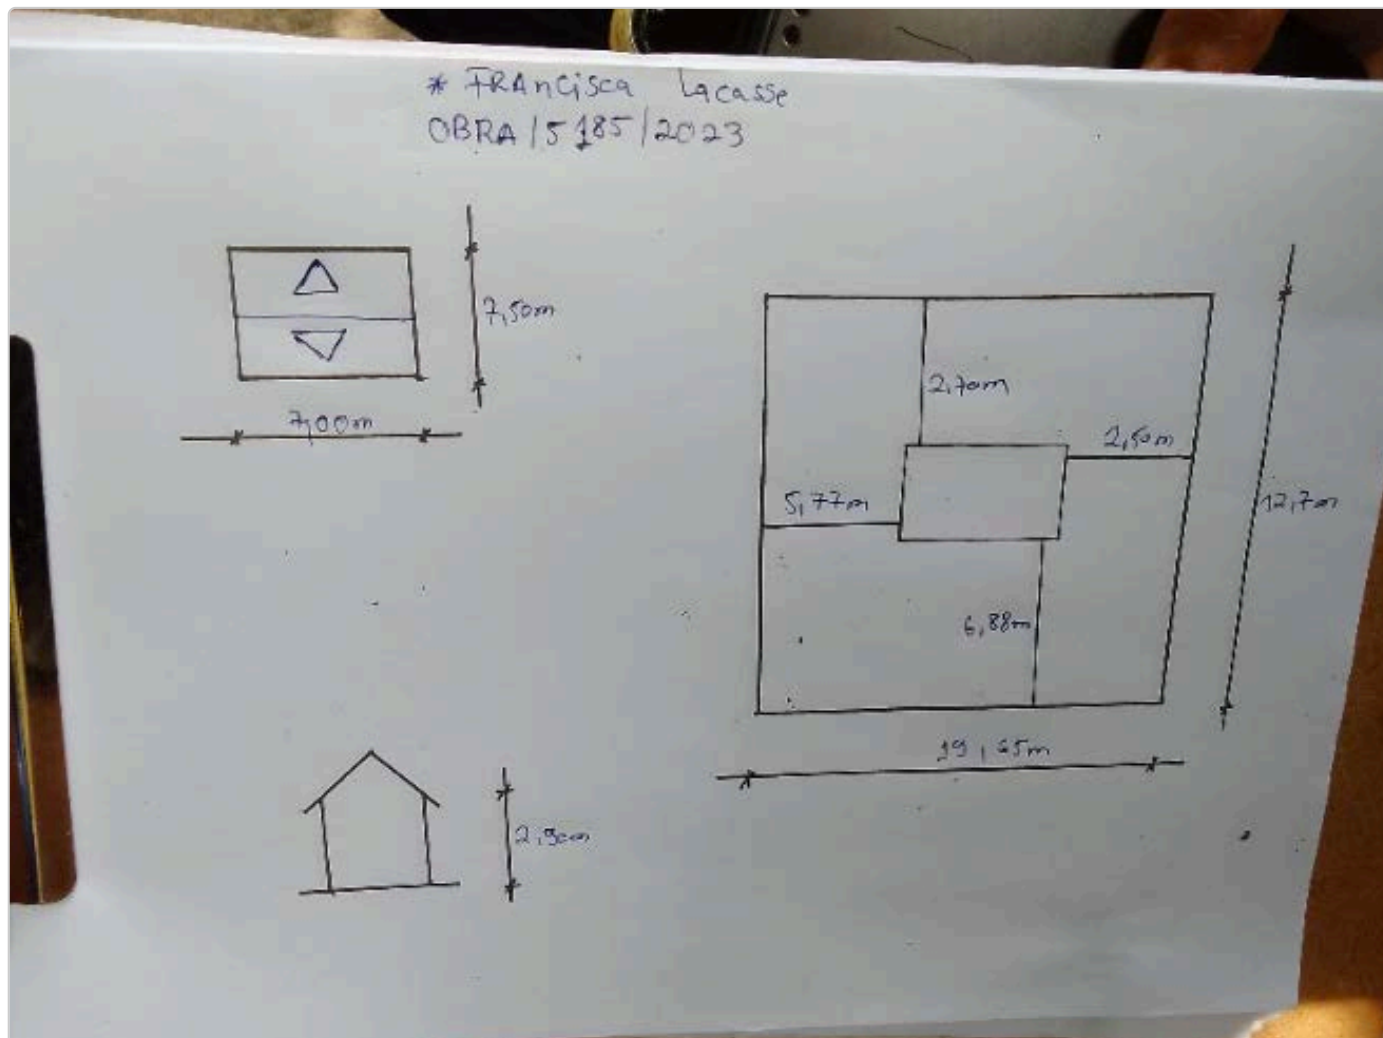 * FRAnCisca Lacasse
OBRA/5185/2023
7,50m
7,00m
2,70m
2,50m
5,77m
12,7m
6,88m
19,65m
2,90m